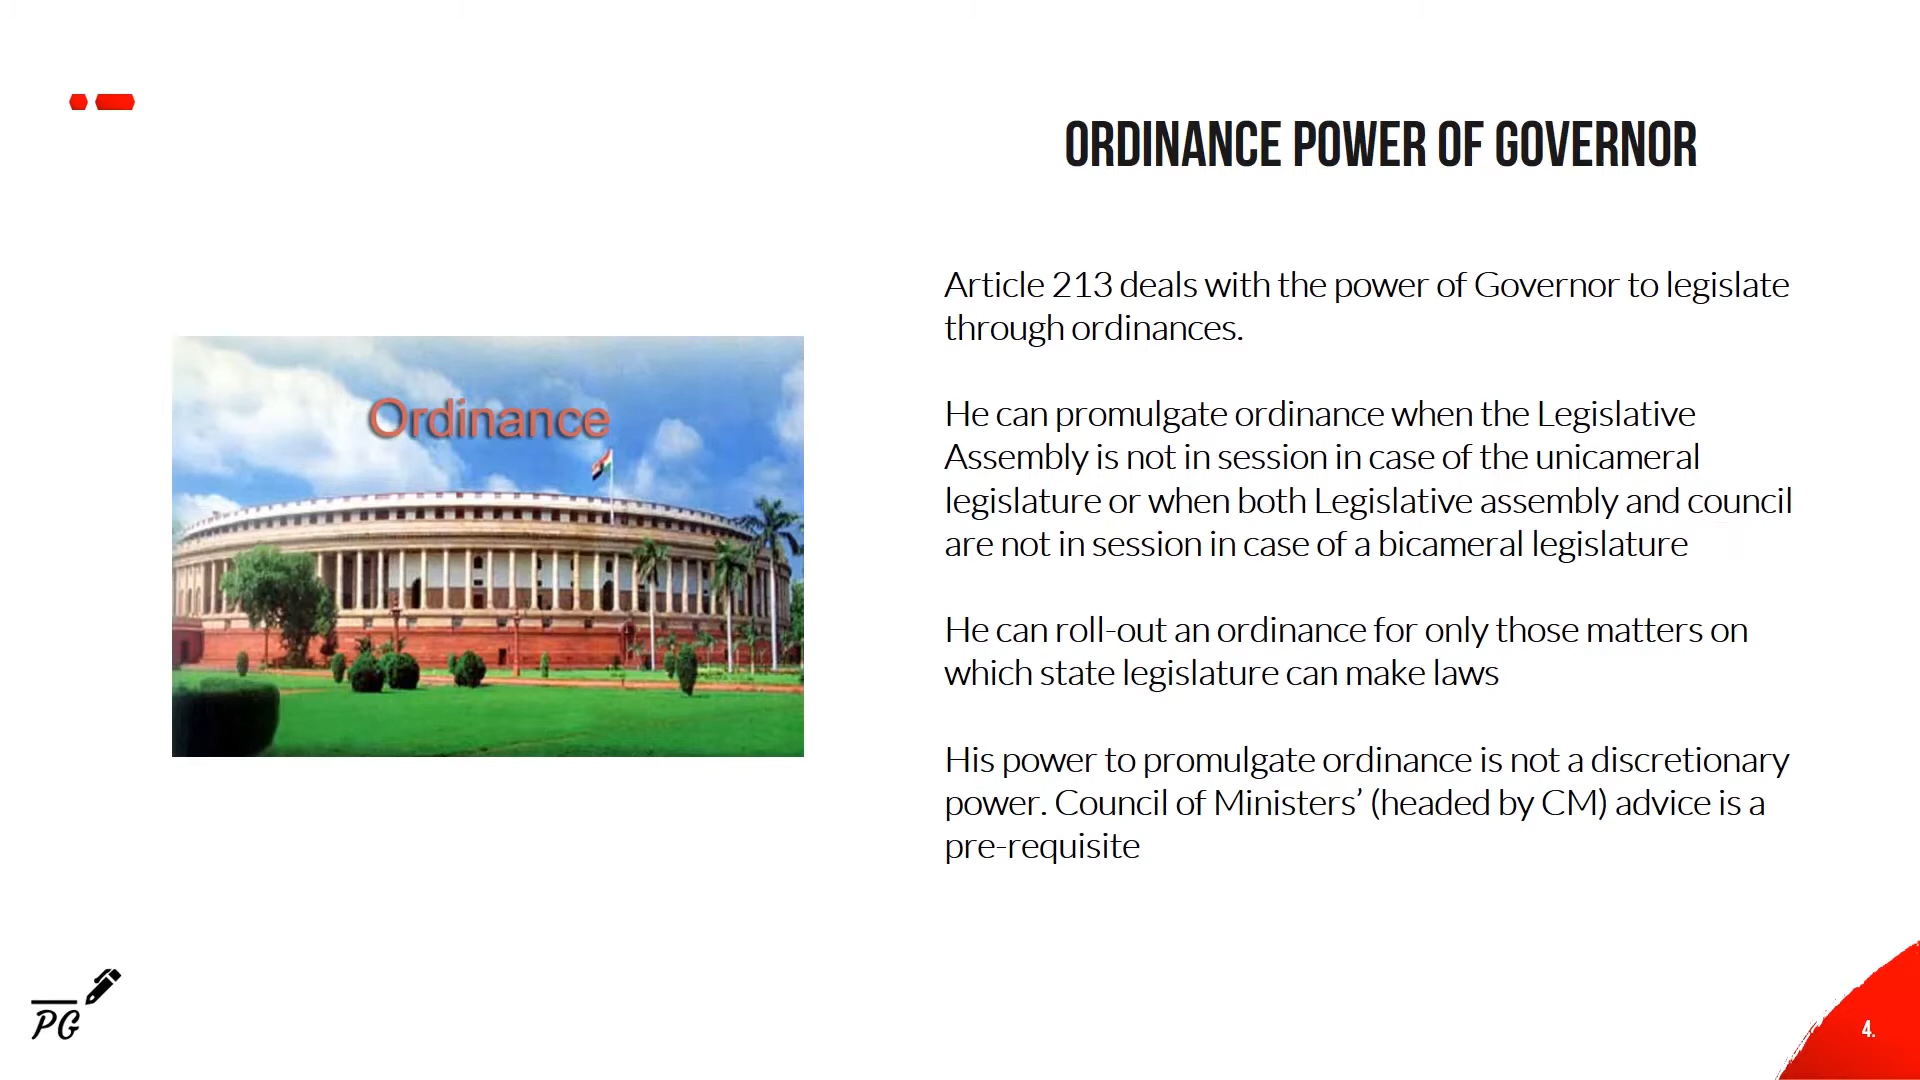 ORDINANCE POWER OF GOVERNOR
Article 213 deals with the power of Governor to legislate
through ordinances.
He can promulgate ordinance when the Legislative
Assembly is not in session in case of the unicameral
legislature or when both Legislative assembly and council
are not in session in case of a bicameral legislature
He can roll-out an ordinance for only those matters on
which state legislature can make laws
His power to promulgate ordinance is not a discretionary
power. Council of Ministers’ (headed by CM) advice is a
pre-requisite
Ordinance
PG
4.